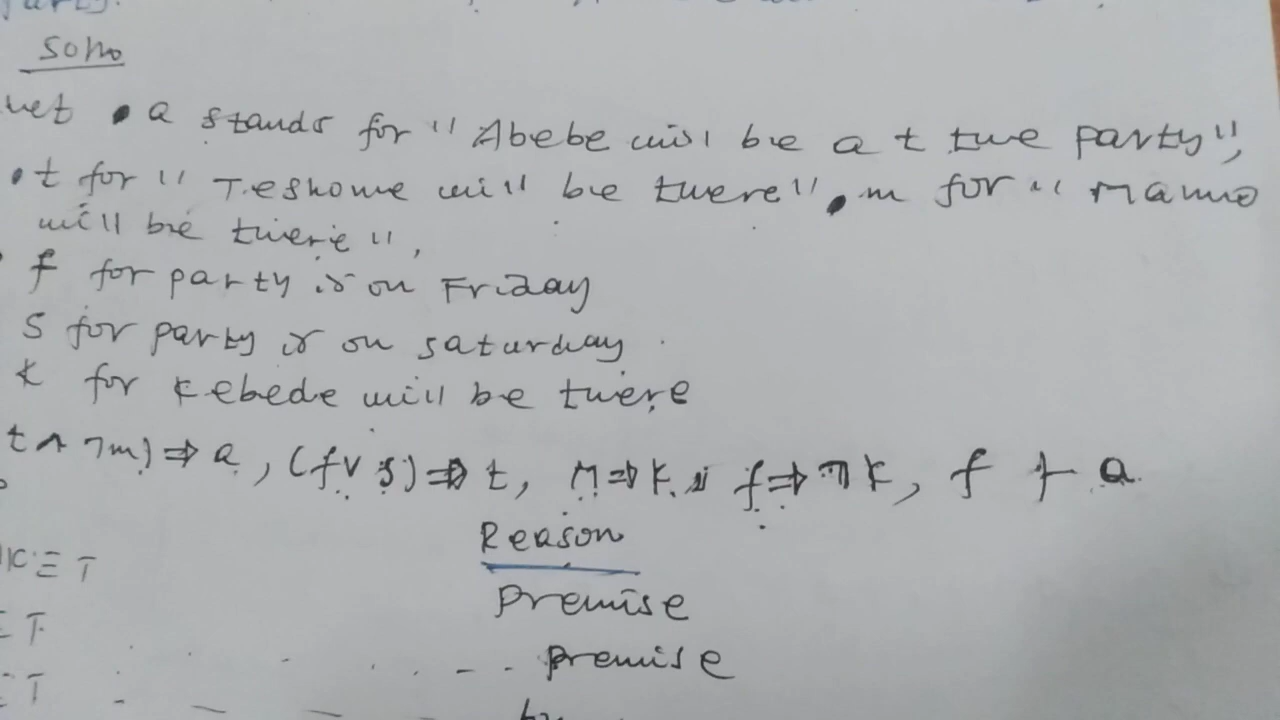 soln
Let • a stands for "Abebe will be at the party",
• t for "Teshome will be there", m for "Mamo
will be there",
f for party is on Friday
S for party is on saturday.
K for Kebede will be there
t ∧ ¬m) ⇒ a, (f ∨ s) ⇒ t, m ⇒ k, f ⇒ ¬k, f ⊢ a
Reason
¬K ≡ T
Premise
≡ T
- - . premise
≡ T
by